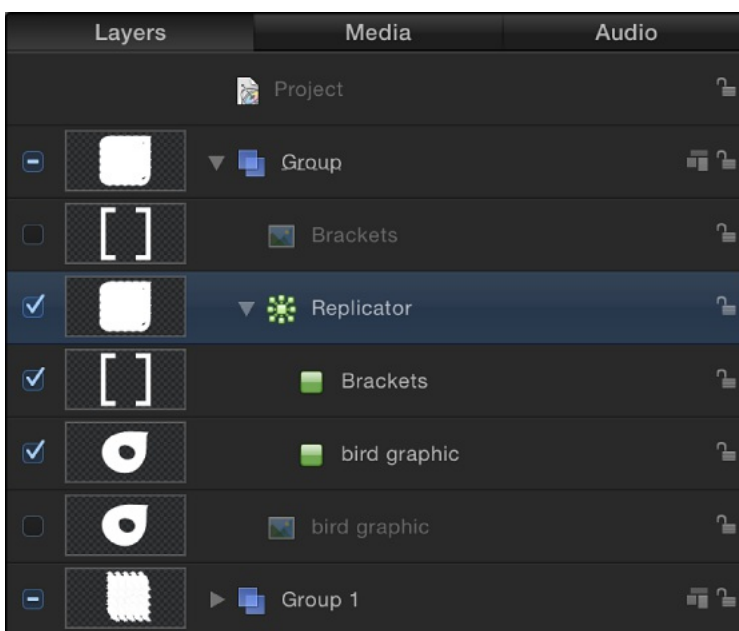 Layers Media Audio
Project
Group
Brackets
Replicator
Brackets
bird graphic
bird graphic
Group 1